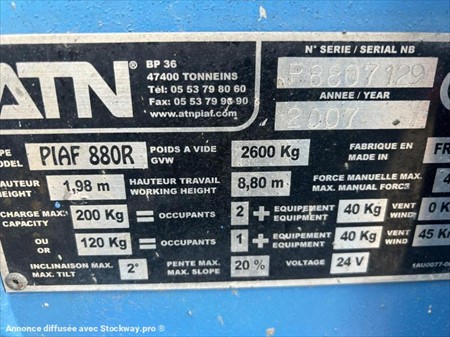 ATN®
BP 36
47400 TONNEINS
Tél: 05 53 79 80 60
Fax: 05 53 79 90
www.atnpiaf.com
N° SERIE / SERIAL NB
ANNEE / YEAR
2007
PIAF 880R
POIDS A VIDE GVW 2600 Kg
FABRIQUE EN MADE IN FR
HAUTEUR HEIGHT 1,98 m
HAUTEUR TRAVAIL WORKING HEIGHT 8,80 m
FORCE MANUELLE MAX. MAX. MANUAL FORCE
CHARGE MAX. CAPACITY 200 Kg = OCCUPANTS 2 + EQUIPEMENT EQUIPMENT 40 Kg VENT WIND 0 K
OU OR 120 Kg = OCCUPANTS 1 + EQUIPEMENT EQUIPMENT 40 Kg VENT WIND 45 K
INCLINAISON MAX. MAX. TILT 2°
PENTE MAX. MAX. SLOPE 20 %
VOLTAGE 24 V
Annonce diffusée avec Stockway.pro ®